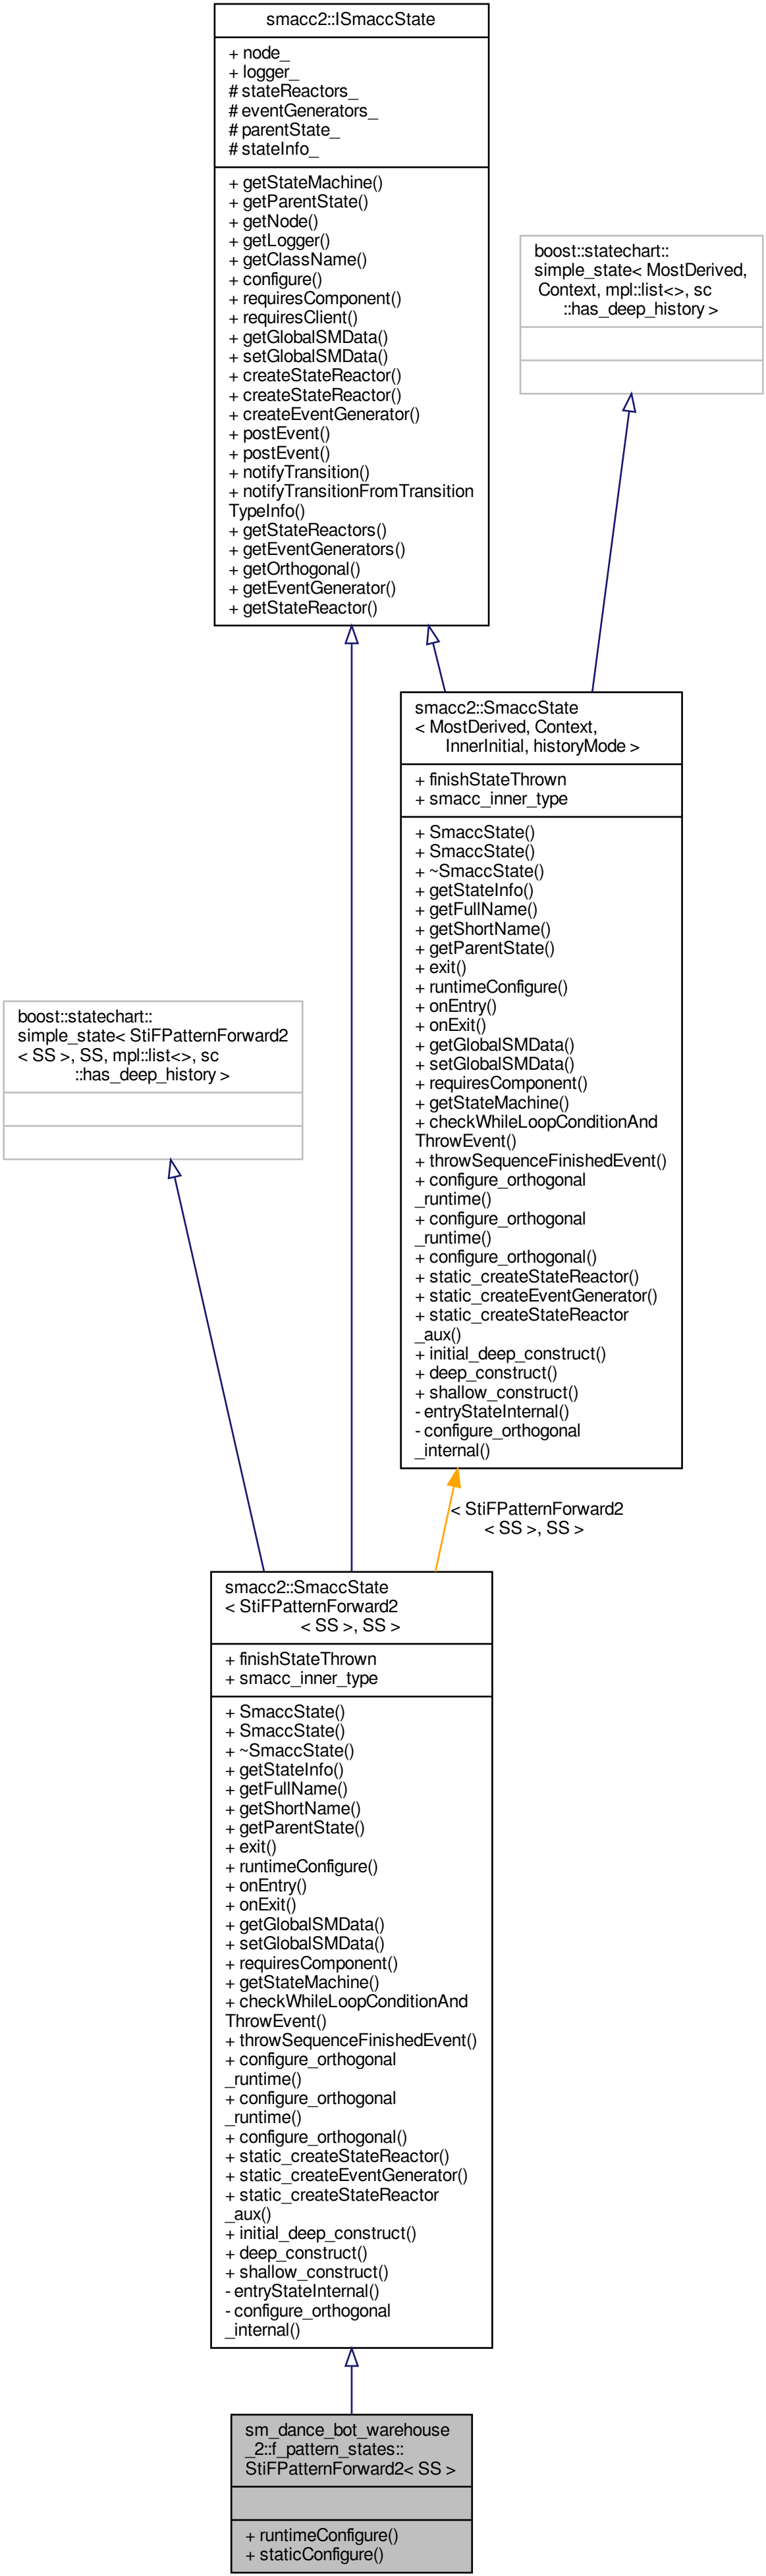 smacc2::ISmaccState
+ node_
+ logger_
# stateReactors_
# eventGenerators_
# parentState_
# stateInfo_
+ getStateMachine()
+ getParentState()
+ getNode()
+ getLogger()
+ getClassName()
+ configure()
+ requiresComponent()
+ requiresClient()
+ getGlobalSMData()
+ setGlobalSMData()
+ createStateReactor()
+ createStateReactor()
+ createEventGenerator()
+ postEvent()
+ postEvent()
+ notifyTransition()
+ notifyTransitionFromTransition
TypeInfo()
+ getStateReactors()
+ getEventGenerators()
+ getOrthogonal()
+ getEventGenerator()
+ getStateReactor()
boost::statechart::
simple_state< MostDerived,
Context, mpl::list<>, sc
::has_deep_history >
smacc2::SmaccState
< MostDerived, Context,
InnerInitial, historyMode >
+ finishStateThrown
+ smacc_inner_type
+ SmaccState()
+ SmaccState()
+ ~SmaccState()
+ getStateInfo()
+ getFullName()
+ getShortName()
+ getParentState()
+ exit()
+ runtimeConfigure()
+ onEntry()
+ onExit()
+ getGlobalSMData()
+ setGlobalSMData()
+ requiresComponent()
+ getStateMachine()
+ checkWhileLoopConditionAnd
ThrowEvent()
+ throwSequenceFinishedEvent()
+ configure_orthogonal
_runtime()
+ configure_orthogonal
_runtime()
+ configure_orthogonal()
+ static_createStateReactor()
+ static_createEventGenerator()
+ static_createStateReactor
_aux()
+ initial_deep_construct()
+ deep_construct()
+ shallow_construct()
- entryStateInternal()
- configure_orthogonal
_internal()
boost::statechart::
simple_state< StiFPatternForward2
< SS >, SS, mpl::list<>, sc
::has_deep_history >
< StiFPatternForward2
< SS >, SS >
smacc2::SmaccState
< StiFPatternForward2
< SS >, SS >
+ finishStateThrown
+ smacc_inner_type
+ SmaccState()
+ SmaccState()
+ ~SmaccState()
+ getStateInfo()
+ getFullName()
+ getShortName()
+ getParentState()
+ exit()
+ runtimeConfigure()
+ onEntry()
+ onExit()
+ getGlobalSMData()
+ setGlobalSMData()
+ requiresComponent()
+ getStateMachine()
+ checkWhileLoopConditionAnd
ThrowEvent()
+ throwSequenceFinishedEvent()
+ configure_orthogonal
_runtime()
+ configure_orthogonal
_runtime()
+ configure_orthogonal()
+ static_createStateReactor()
+ static_createEventGenerator()
+ static_createStateReactor
_aux()
+ initial_deep_construct()
+ deep_construct()
+ shallow_construct()
- entryStateInternal()
- configure_orthogonal
_internal()
sm_dance_bot_warehouse
_2::f_pattern_states::
StiFPatternForward2< SS >
+ runtimeConfigure()
+ staticConfigure()